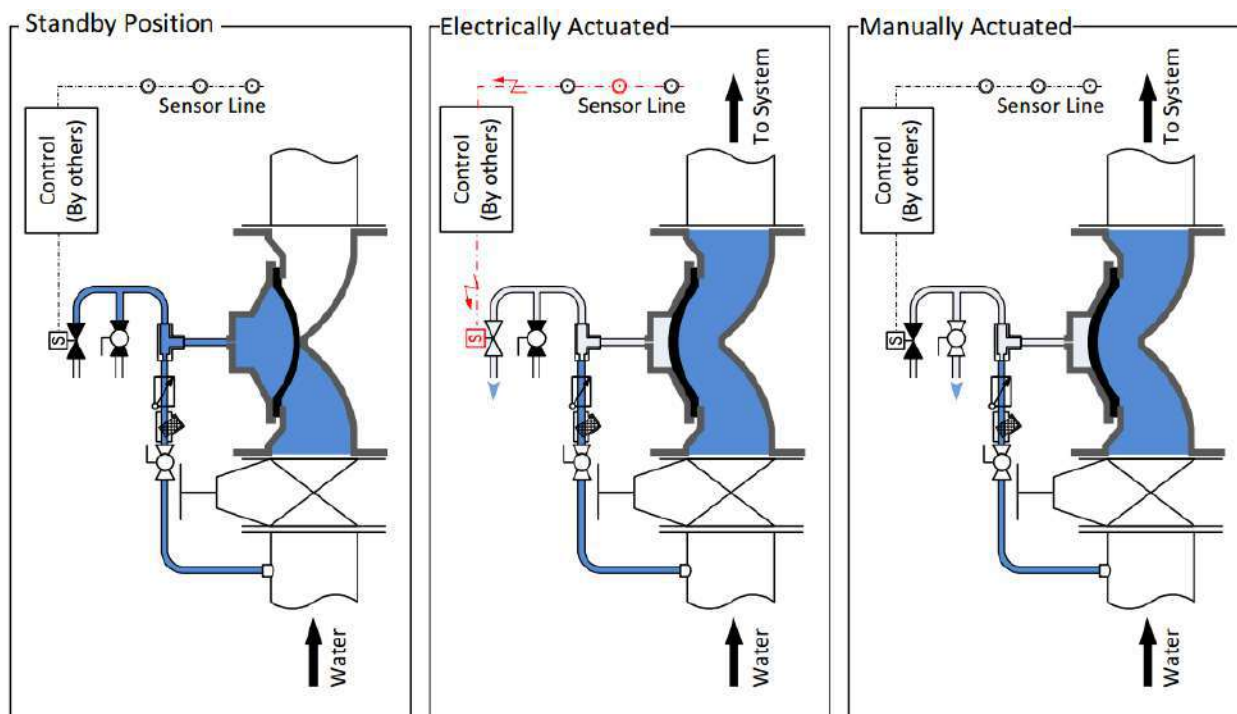 Standby Position
Sensor Line
Control
(By others)
S
Water
Electrically Actuated
To System
Sensor Line
Control
(By others)
S
Water
Manually Actuated
To System
Sensor Line
Control
(By others)
S
Water